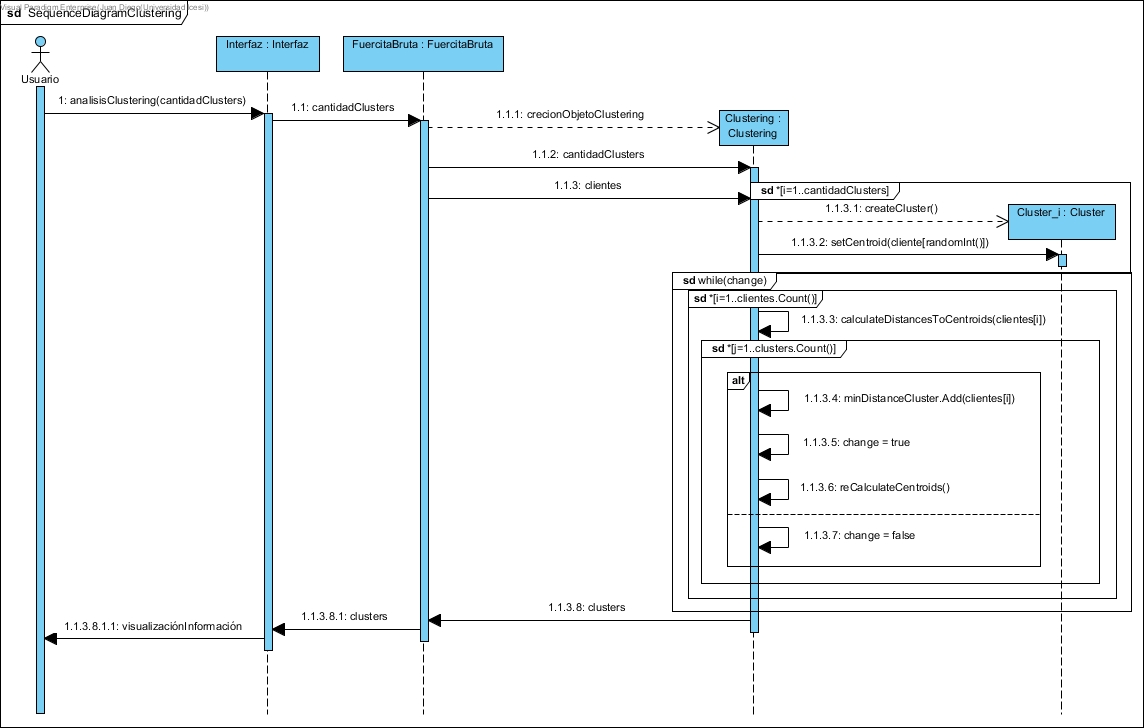 Visual Paradigm Enterprise(Juan Diego(Universidad Icesi))
sd SequenceDiagramClustering
Interfaz : Interfaz
FuercitaBruta : FuercitaBruta
Usuario
1: analisisClustering(cantidadClusters)
1.1: cantidadClusters
1.1.1: crecionObjetoClustering
Clustering :
Clustering
1.1.2: cantidadClusters
1.1.3: clientes
sd *[i=1..cantidadClusters]
1.1.3.1: createCluster()
Cluster_i : Cluster
1.1.3.2: setCentroid(cliente[randomInt()])
sd while(change)
sd *[i=1..clientes.Count()]
1.1.3.3: calculateDistancesToCentroids(clientes[i])
sd *[j=1..clusters.Count()]
alt
1.1.3.4: minDistanceCluster.Add(clientes[i])
1.1.3.5: change = true
1.1.3.6: reCalculateCentroids()
1.1.3.7: change = false
1.1.3.8: clusters
1.1.3.8.1: clusters
1.1.3.8.1.1: visualizaciónInformación